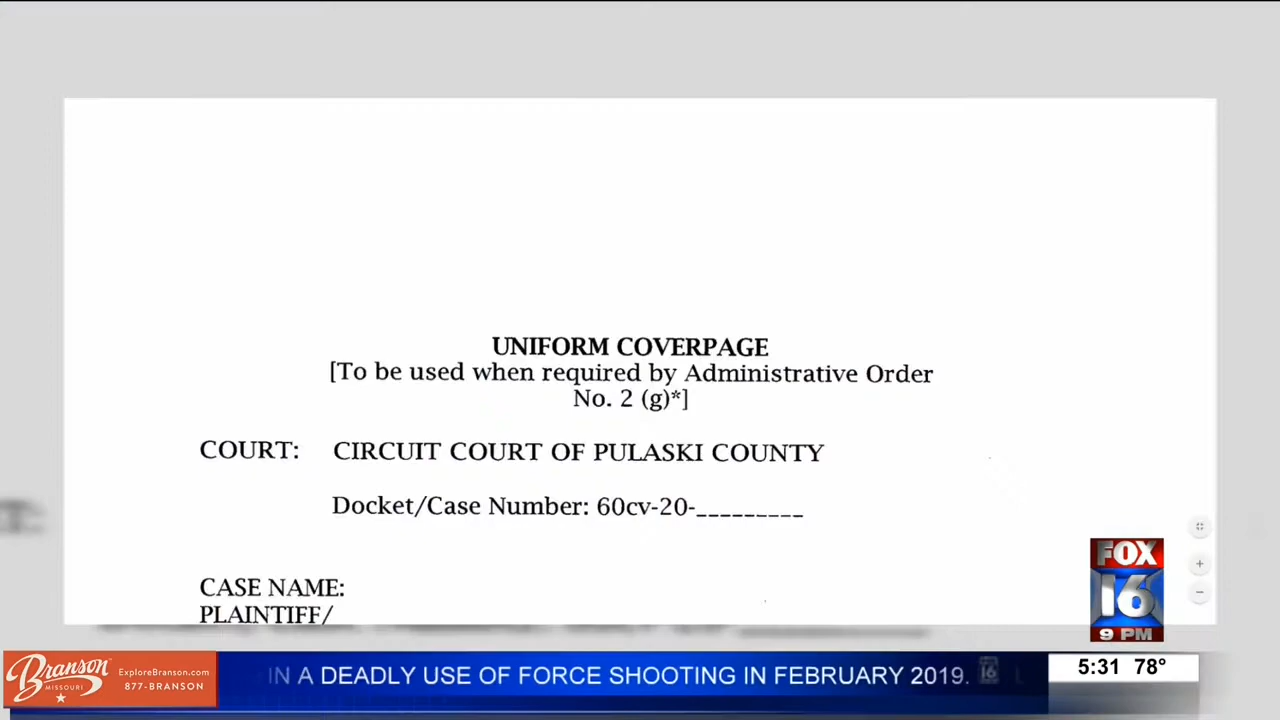 UNIFORM COVERPAGE
[To be used when required by Administrative Order
No. 2 (g)*]
COURT: CIRCUIT COURT OF PULASKI COUNTY
Docket/Case Number: 60cv-20-_________
CASE NAME:
PLAINTIFF/
FOX
16
9 PM
Branson
MISSOURI
ExploreBranson.com
877-BRANSON
IN A DEADLY USE OF FORCE SHOOTING IN FEBRUARY 2019.
5:31 78°